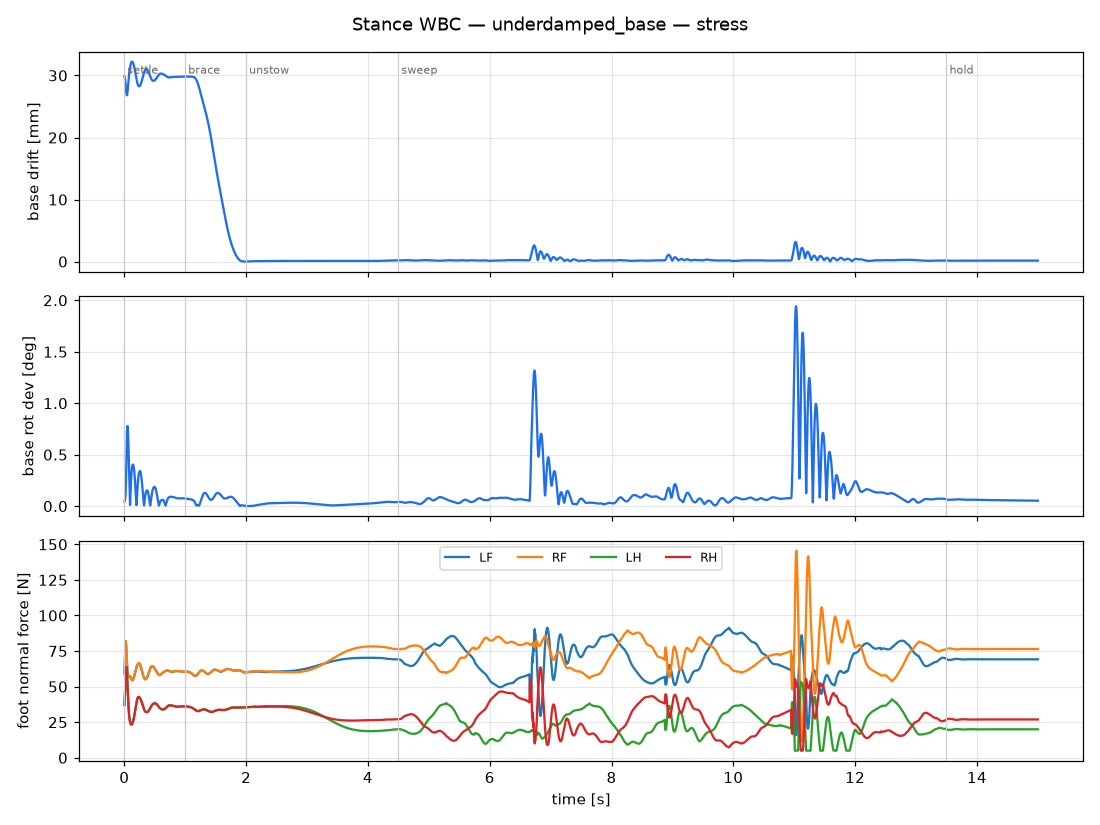 Stance WBC — underdamped_base — stress
settle
brace
unstow
sweep
hold
30
20
10
0
base drift [mm]
2.0
1.5
1.0
0.5
0.0
base rot dev [deg]
LF
RF
LH
RH
150
125
100
75
50
25
0
foot normal force [N]
0
2
4
6
8
10
12
14
time [s]